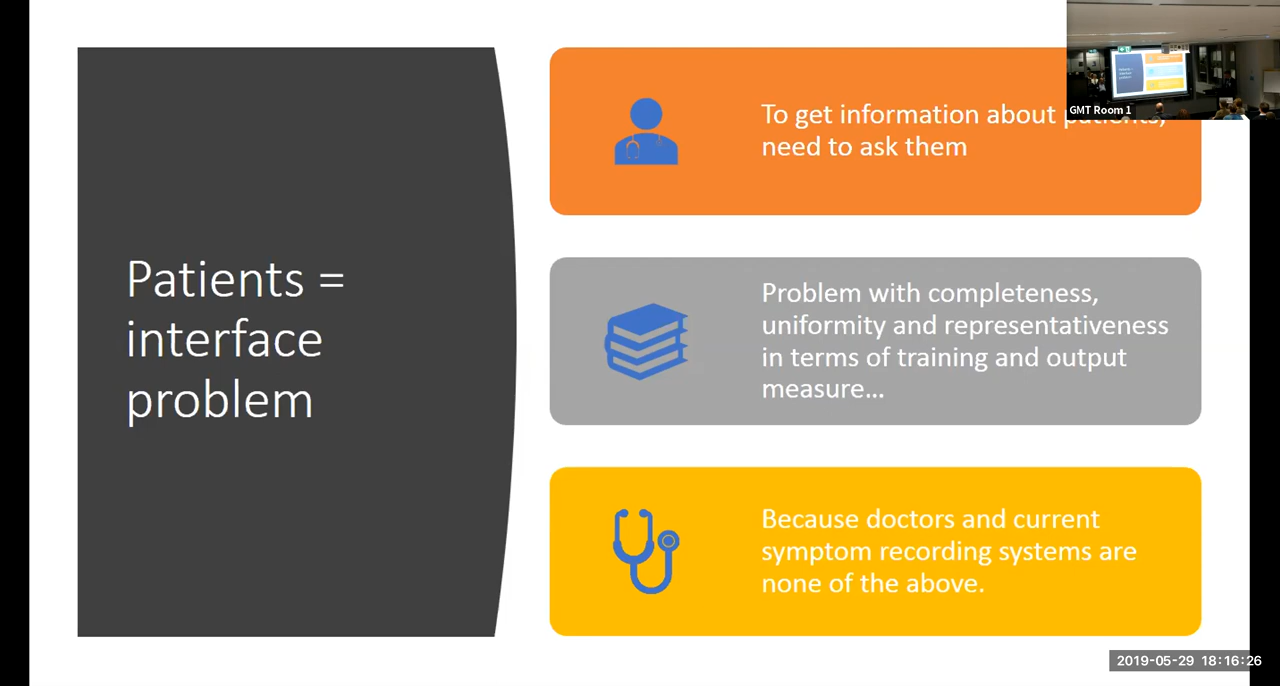 Patients =
interface
problem
To get information about patients,
need to ask them
Problem with completeness,
uniformity and representativeness
in terms of training and output
measure...
Because doctors and current
symptom recording systems are
none of the above.
GMT Room 1
2019-05-29 18:16:26